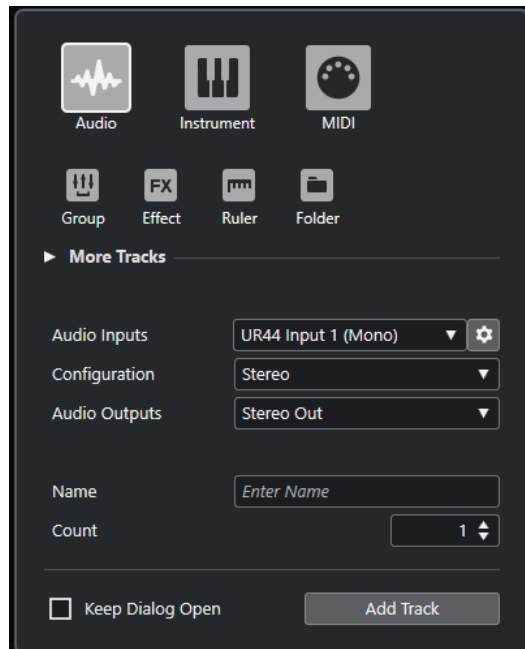 Audio Instrument MIDI
FX
Group Effect Ruler Folder
More Tracks
Audio Inputs UR44 Input 1 (Mono)
Configuration Stereo
Audio Outputs Stereo Out
Name Enter Name
Count 1
Keep Dialog Open Add Track